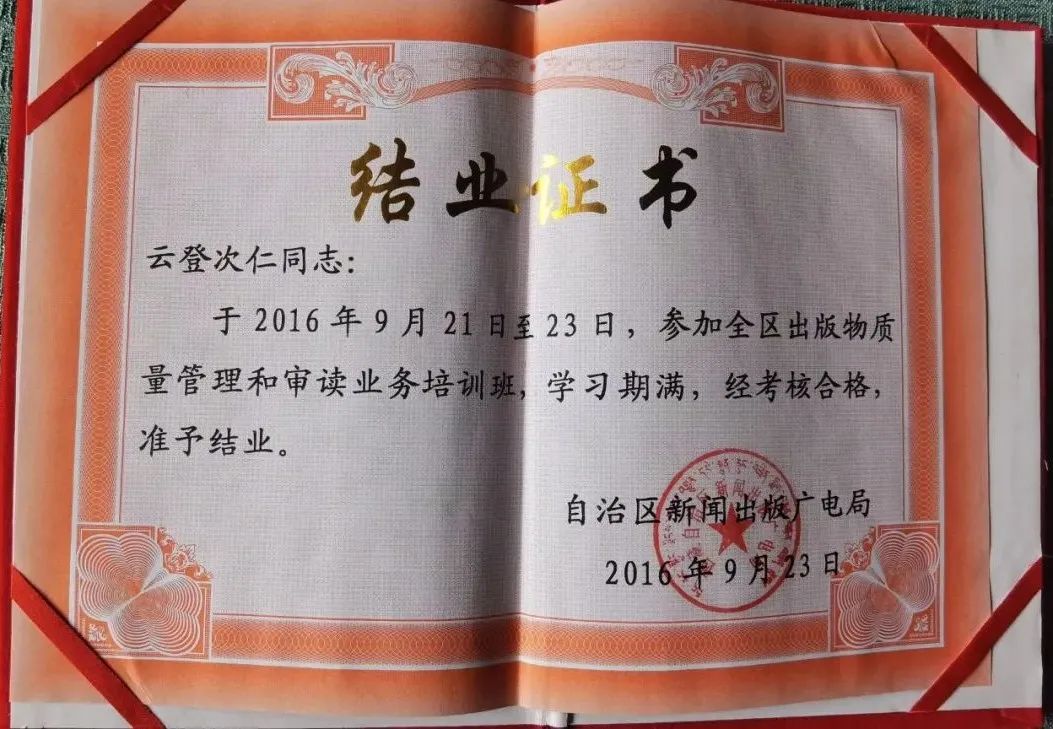 结业证书
云登次仁同志：
于2016年9月21日至23日，参加全区出版物质
量管理和审读业务培训班，学习期满，经考核合格，
准予结业。
自治区新闻出版广电局
2016年9月23日